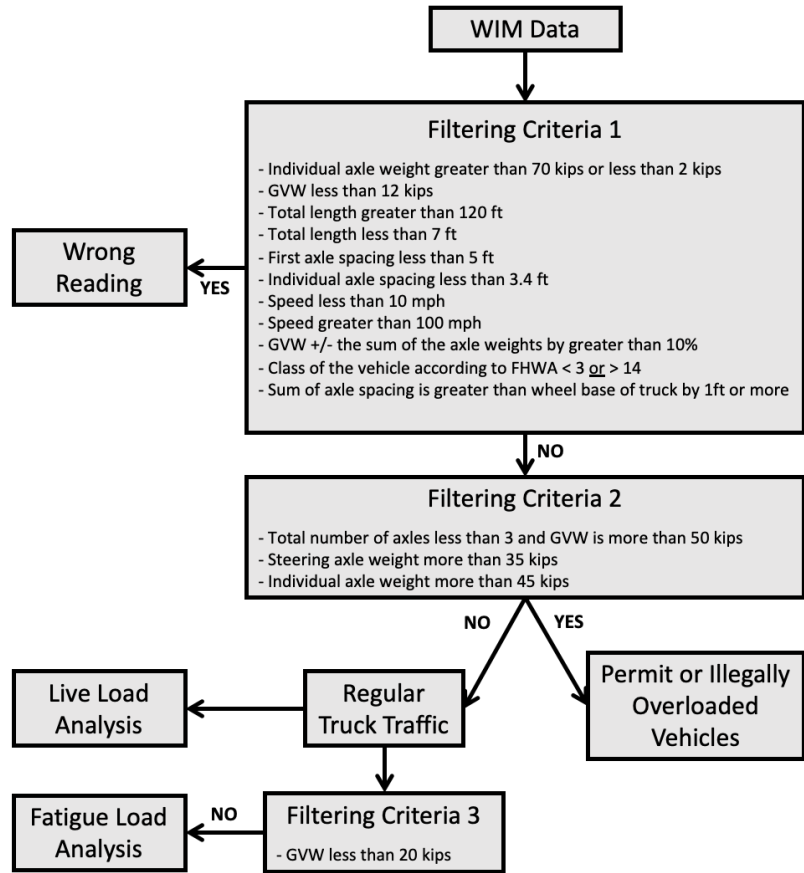 WIM Data
Filtering Criteria 1
- Individual axle weight greater than 70 kips or less than 2 kips
- GVW less than 12 kips
- Total length greater than 120 ft
- Total length less than 7 ft
- First axle spacing less than 5 ft
- Individual axle spacing less than 3.4 ft
- Speed less than 10 mph
- Speed greater than 100 mph
- GVW +/- the sum of the axle weights by greater than 10%
- Class of the vehicle according to FHWA < 3 or > 14
- Sum of axle spacing is greater than wheel base of truck by 1ft or more
Wrong
Reading
YES
NO
Filtering Criteria 2
- Total number of axles less than 3 and GVW is more than 50 kips
- Steering axle weight more than 35 kips
- Individual axle weight more than 45 kips
NO
YES
Live Load
Analysis
Regular
Truck Traffic
Permit or Illegally
Overloaded
Vehicles
Fatigue Load
Analysis
NO
Filtering Criteria 3
- GVW less than 20 kips